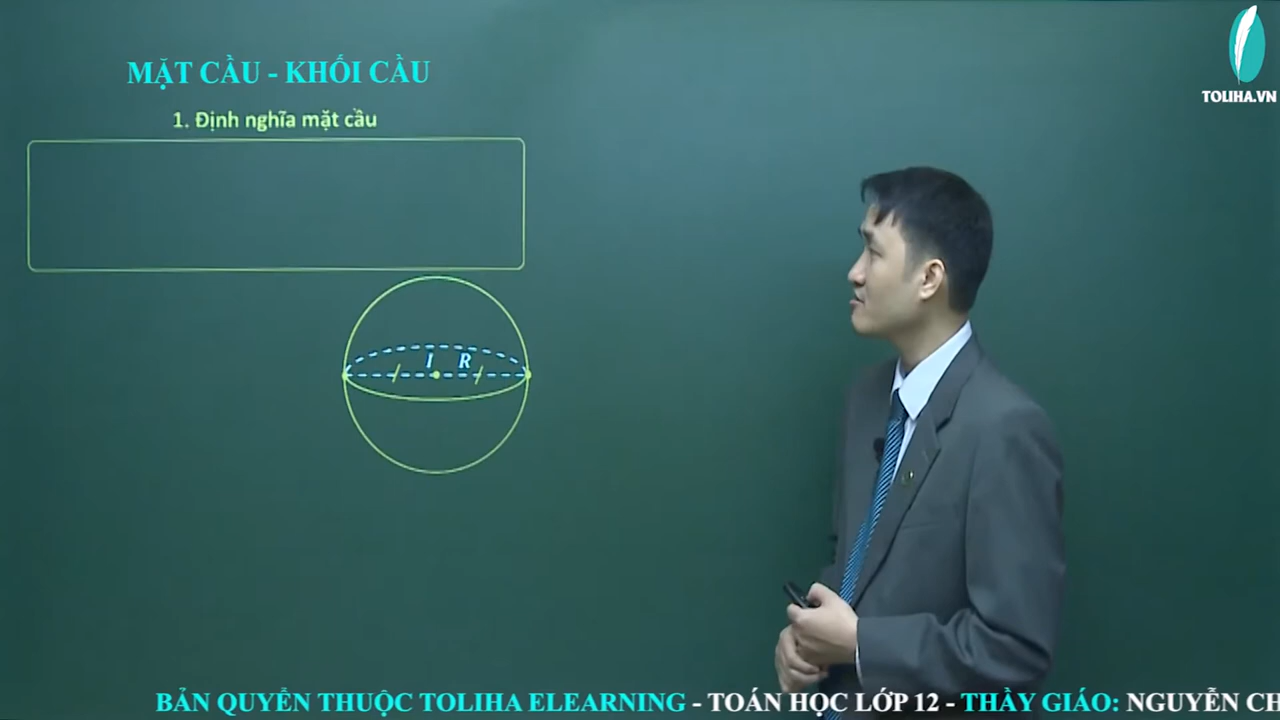 MẶT CẦU - KHỐI CẦU
TOLIHA.VN
1. Định nghĩa mặt cầu
I R
BẢN QUYỀN THUỘC TOLIHA ELEARNING - TOÁN HỌC LỚP 12 - THẦY GIÁO: NGUYỄN CH